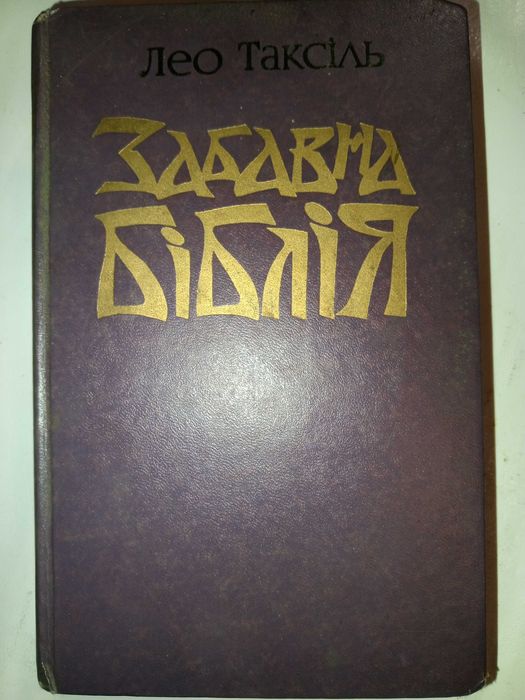 Лео Таксіль
Забавна
Біблія